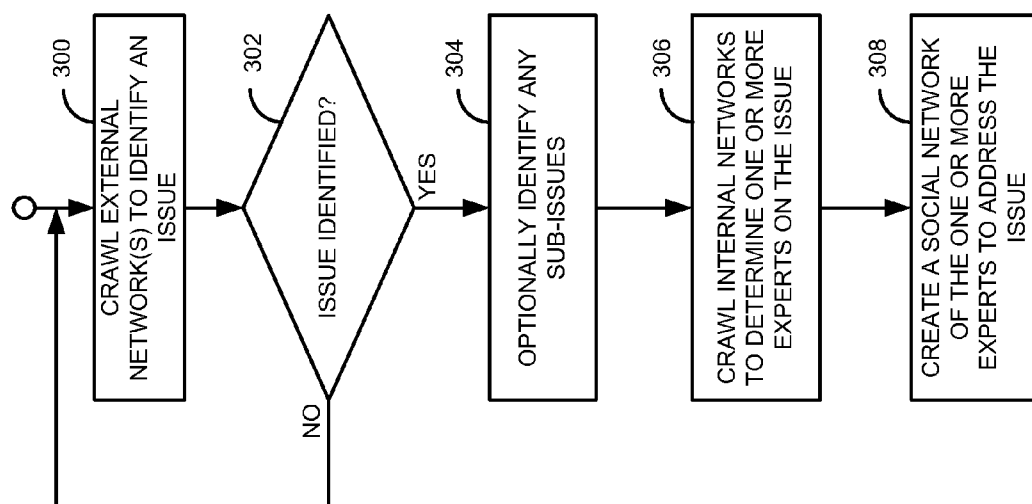 300
CRAWL EXTERNAL
NETWORK(S) TO IDENTIFY AN
ISSUE
302
ISSUE IDENTIFIED?
NO
YES
304
OPTIONALLY IDENTIFY ANY
SUB-ISSUES
306
CRAWL INTERNAL NETWORKS
TO DETERMINE ONE OR MORE
EXPERTS ON THE ISSUE
308
CREATE A SOCIAL NETWORK
OF THE ONE OR MORE
EXPERTS TO ADDRESS THE
ISSUE